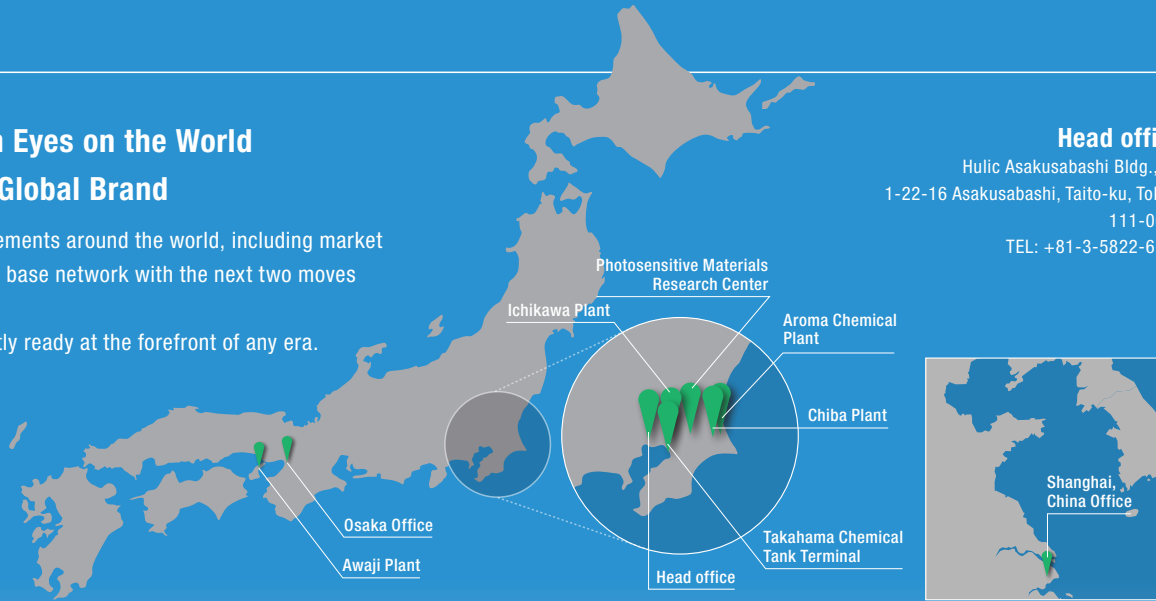 Eyes on the World
Global Brand
ements around the world, including market
base network with the next two moves
tly ready at the forefront of any era.
Head offi
Hulic Asakusabashi Bldg.,
1-22-16 Asakusabashi, Taito-ku, Tok
111-0
TEL: +81-3-5822-6
Photosensitive Materials
Research Center
Ichikawa Plant
Aroma Chemical
Plant
Chiba Plant
Shanghai,
China Office
Osaka Office
Awaji Plant
Takahama Chemical
Tank Terminal
Head office